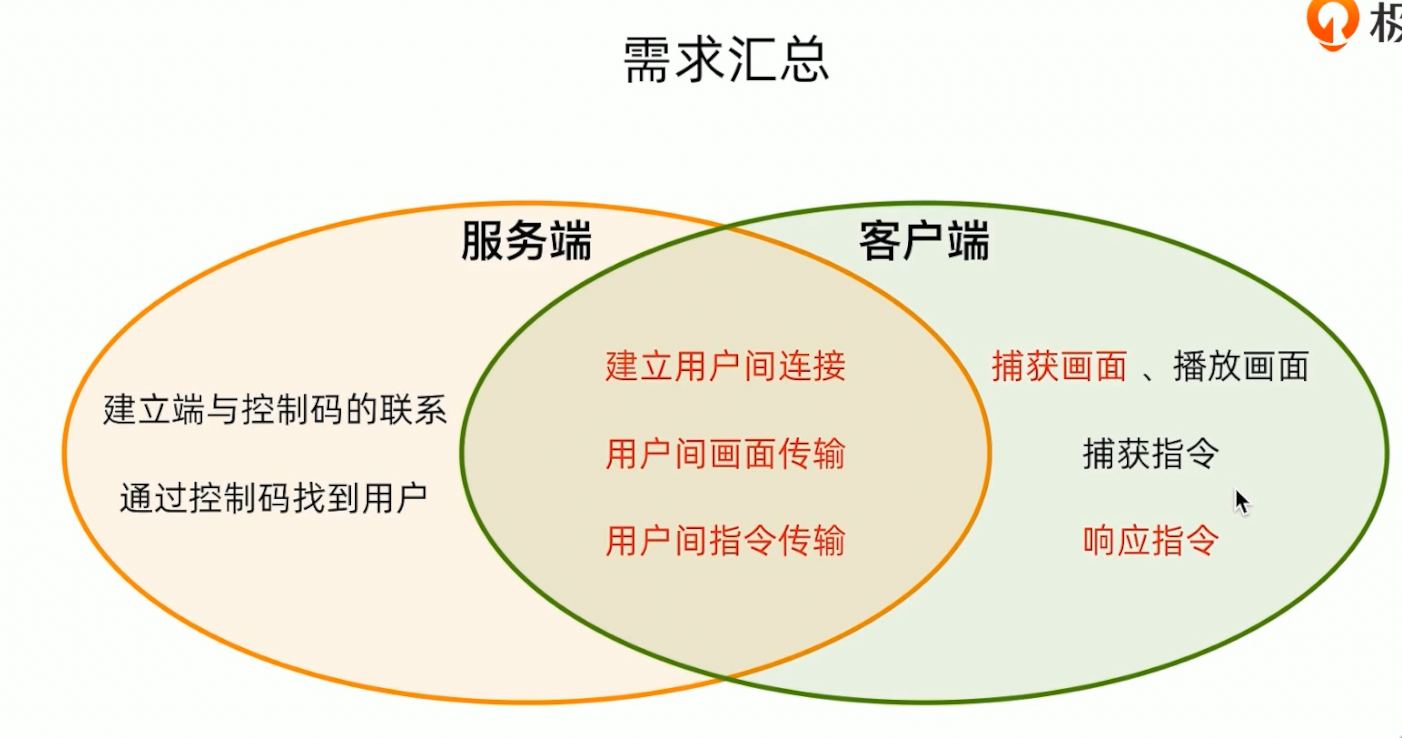 极
需求汇总
服务端
客户端
建立端与控制码的联系
通过控制码找到用户
建立用户间连接
用户间画面传输
用户间指令传输
捕获画面、播放画面
捕获指令
响应指令